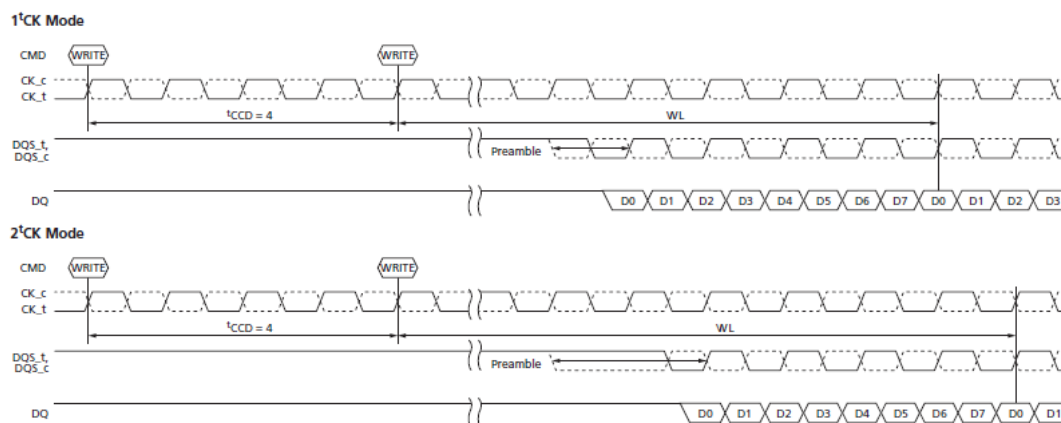 1tCK Mode
CMD WRITE WRITE
CK_c
CK_t
tCCD = 4 WL
DQS_t,
DQS_c Preamble
DQ D0 D1 D2 D3 D4 D5 D6 D7 D0 D1 D2 D3
2tCK Mode
CMD WRITE WRITE
CK_c
CK_t
tCCD = 4 WL
DQS_t,
DQS_c Preamble
DQ D0 D1 D2 D3 D4 D5 D6 D7 D0 D1